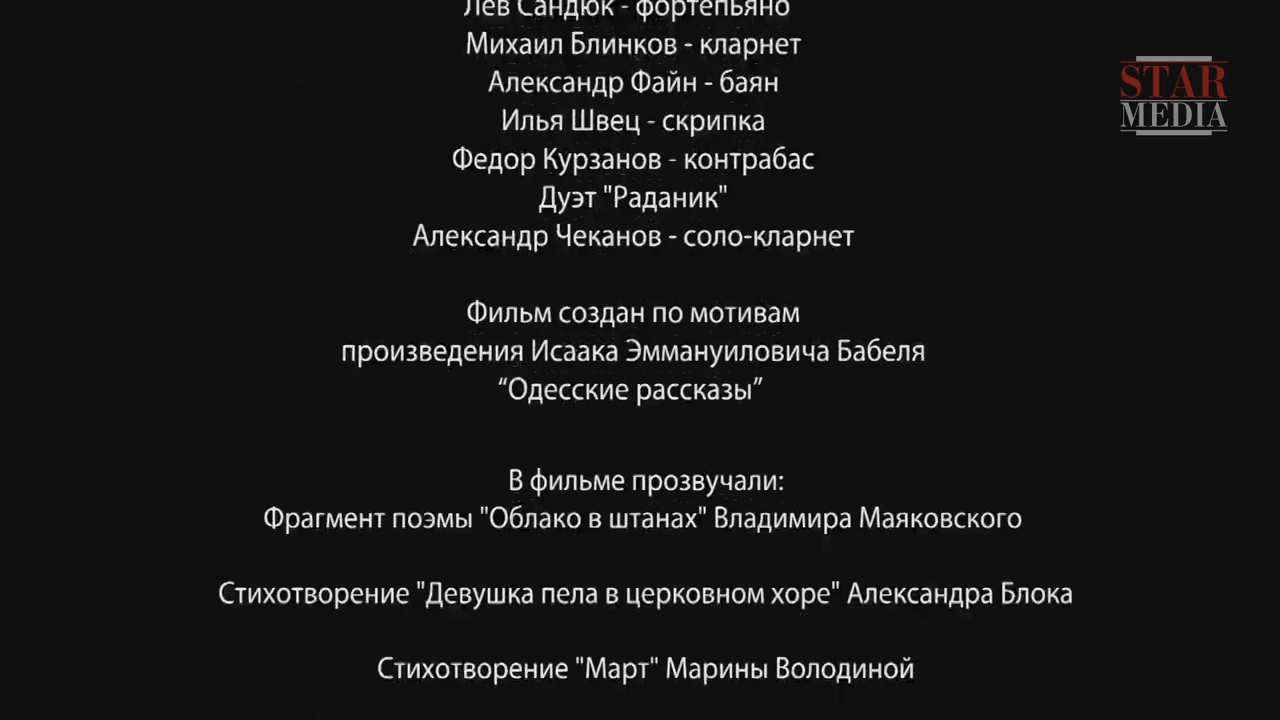 Лев Сандюк - фортепьяно
Михаил Блинков - кларнет
Александр Файн - баян
Илья Швец - скрипка
Федор Курзанов - контрабас
Дуэт "Раданик"
Александр Чеканов - соло-кларнет
Фильм создан по мотивам
произведения Исаака Эммануиловича Бабеля
“Одесские рассказы”
В фильме прозвучали:
Фрагмент поэмы "Облако в штанах" Владимира Маяковского
Стихотворение "Девушка пела в церковном хоре" Александра Блока
Стихотворение "Март" Марины Володиной
STAR
MEDIA